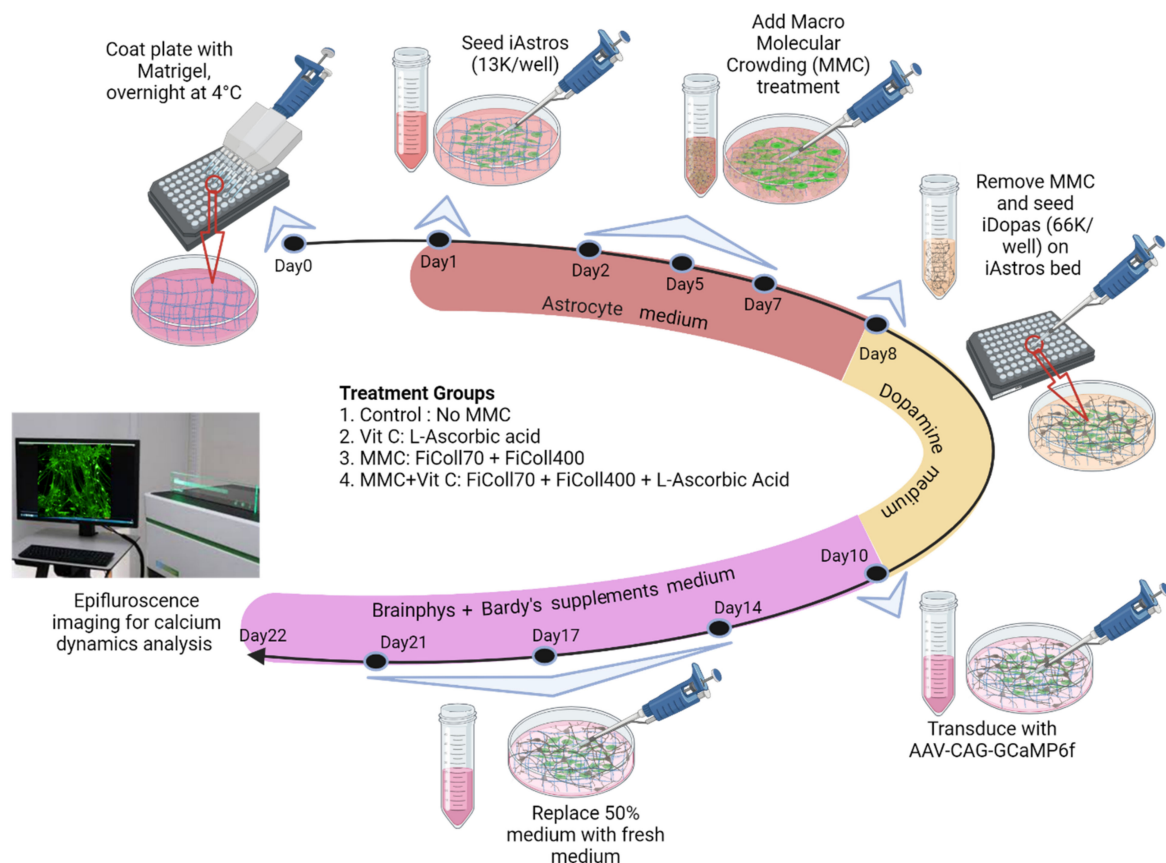 Coat plate with
Matrigel,
overnight at 4°C
Seed iAstros
(13K/well)
Add Macro
Molecular
Crowding (MMC)
treatment
Remove MMC
and seed
iDopas (66K/
well) on
iAstros bed
Day0
Day1
Day2
Day5
Day7
Day8
Astrocyte medium
Dopamine medium
Treatment Groups
1. Control : No MMC
2. Vit C: L-Ascorbic acid
3. MMC: FiColl70 + FiColl400
4. MMC+Vit C: FiColl70 + FiColl400 + L-Ascorbic Acid
Day10
Brainphys + Bardy's supplements medium
Day14
Day17
Day21
Day22
Epifluroscence
imaging for calcium
dynamics analysis
Transduce with
AAV-CAG-GCaMP6f
Replace 50%
medium with fresh
medium